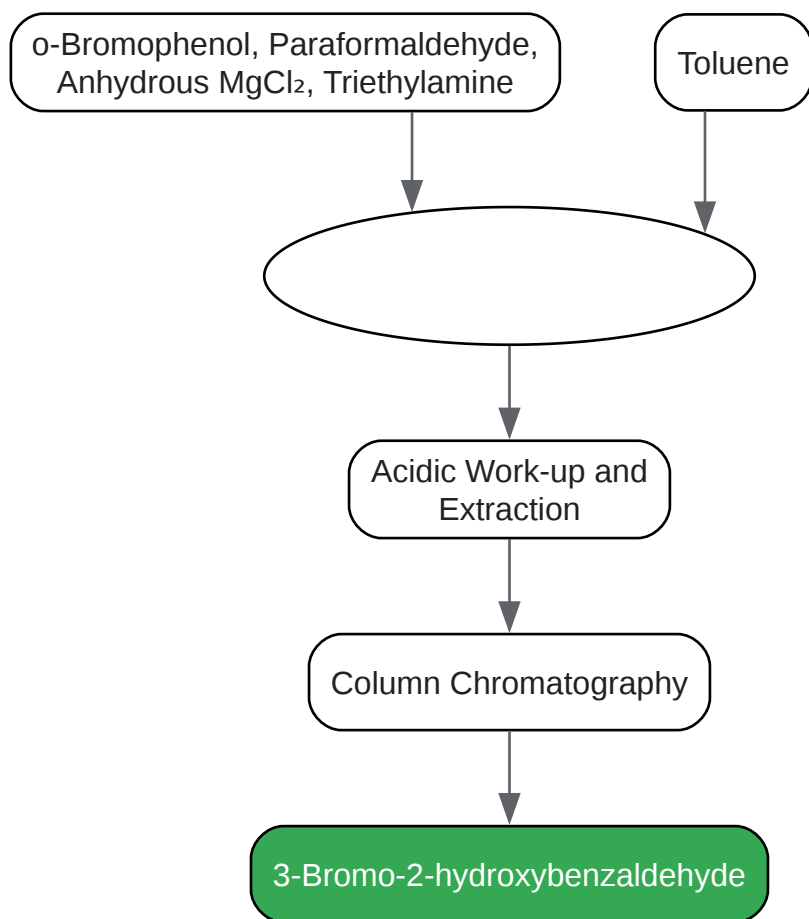 o-Bromophenol, Paraformaldehyde,
Anhydrous MgCl₂, Triethylamine
Toluene
Acidic Work-up and
Extraction
Column Chromatography
3-Bromo-2-hydroxybenzaldehyde